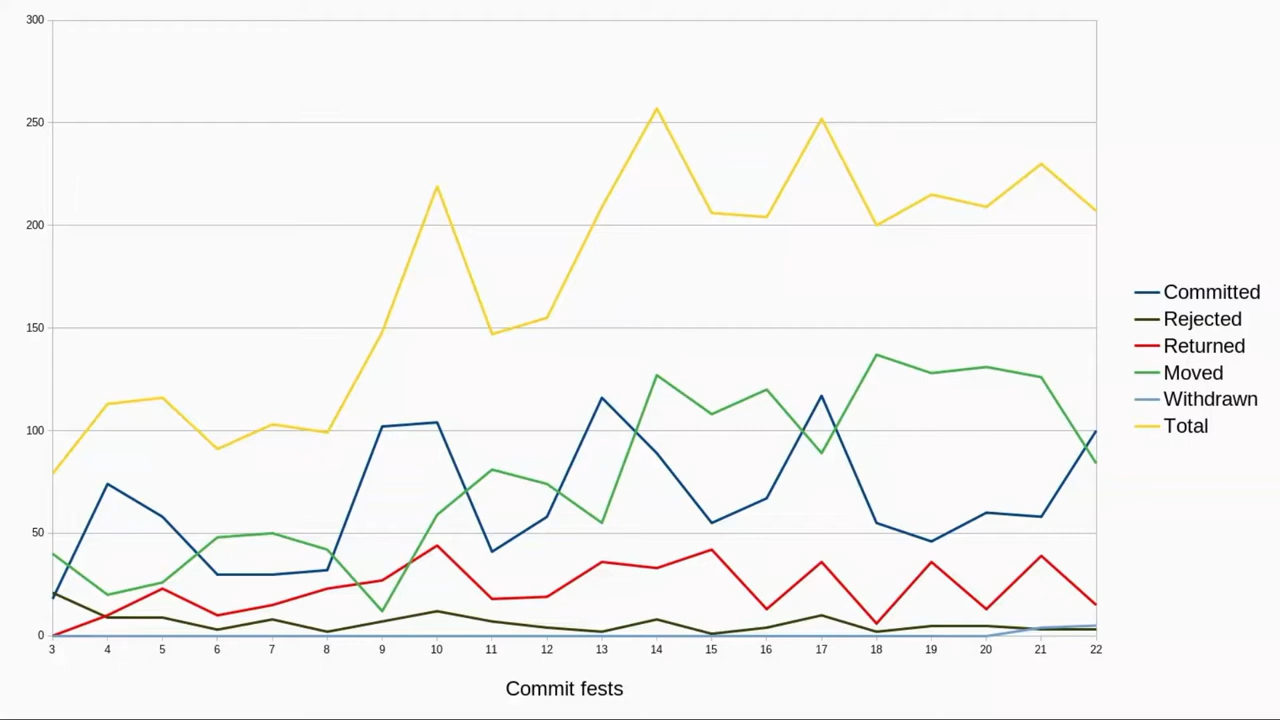 300
250
200
150
100
50
0
3 4 5 6 7 8 9 10 11 12 13 14 15 16 17 18 19 20 21 22
Commit fests
Committed
Rejected
Returned
Moved
Withdrawn
Total